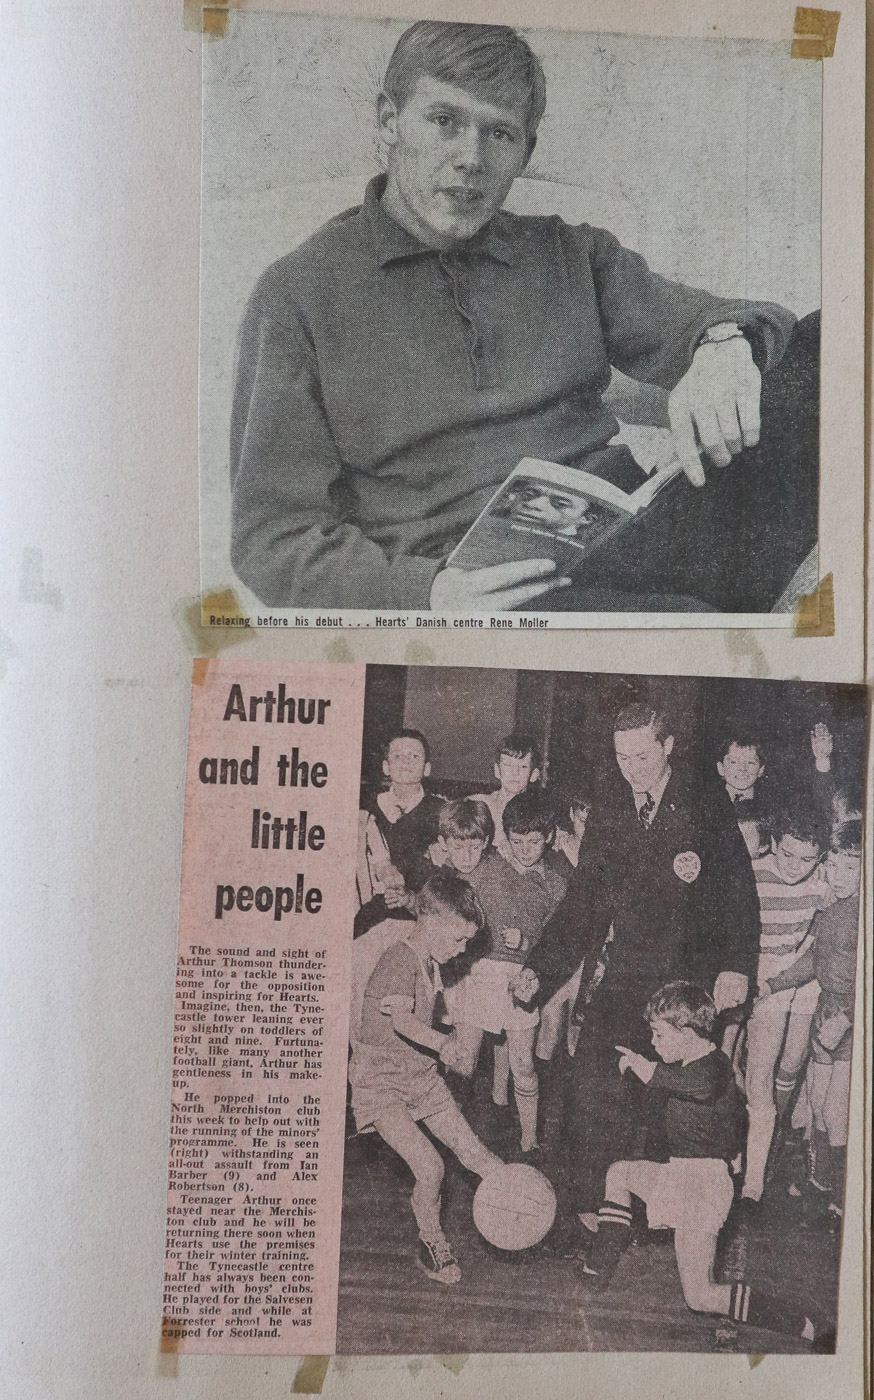 Relaxing before his debut . . . Hearts' Danish centre Rene Moller
Arthur
and the
little
people
The sound and sight of
Arthur Thomson thunder-
ing into a tackle is awe-
some for the opposition
and inspiring for Hearts.
Imagine, then, the Tyne-
castle tower leaning ever
so slightly on toddlers of
eight and nine. Furtuna-
tely, like many another
football giant, Arthur has
gentleness in his make-
up.
He popped into the
North Merchiston club
this week to help out with
the running of the minors'
programme. He is seen
(right) withstanding an
all-out assault from Ian
Barber (9) and Alex
Robertson (8).
Teenager Arthur once
stayed near the Merchis-
ton club and he will be
returning there soon when
Hearts use the premises
for their winter training.
The Tynecastle centre
half has always been con-
nected with boys' clubs.
He played for the Salvesen
Club side and while at
Forrester school he was
capped for Scotland.